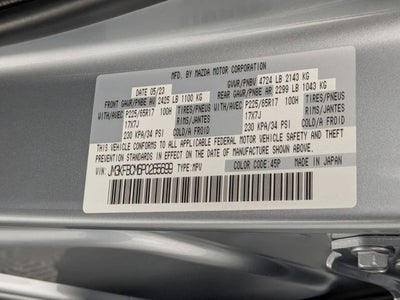 MFD. BY MAZDA MOTOR CORPORATION
DATE 05/23 GVWR/PNBV 4724 LB 2143 KG
FRONT GAWR/PNBE AV 2425 LB 1100 KG REAR GAWR/PNBE AR 2299 LB 1043 KG
WITH/AVEC P225/65R17 100H TIRES/PNEUS WITH/AVEC P225/65R17 100H TIRES/PNEUS
17X7J RIMS/JANTES 17X7J RIMS/JANTES
230 KPA/34 PSI COLD/A FROID 230 KPA/34 PSI COLD/A FROID
THIS VEHICLE CONFORMS TO ALL APPLICABLE FEDERAL MOTOR VEHICLE SAFETY AND THEFT
PREVENTION STANDARDS IN EFFECT ON THE DATE OF MANUFACTURE SHOWN ABOVE.
VIN: JM3KFBCM6P0265699 TYPE:MPV COLOR CODE: 45P MADE IN JAPAN